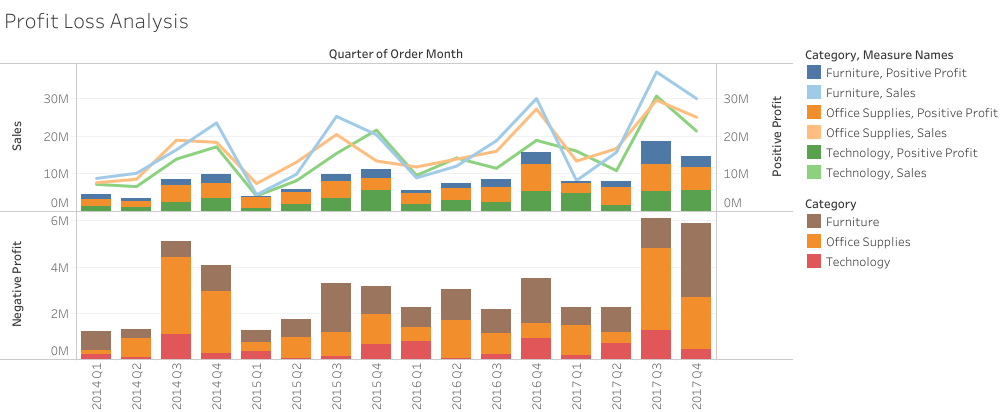 Profit Loss Analysis
Quarter of Order Month
Sales
30M
20M
10M
0M
30M
20M
10M
0M
Positive Profit
Negative Profit
6M
4M
2M
0M
2014 Q1
2014 Q2
2014 Q3
2014 Q4
2015 Q1
2015 Q2
2015 Q3
2015 Q4
2016 Q1
2016 Q2
2016 Q3
2016 Q4
2017 Q1
2017 Q2
2017 Q3
2017 Q4
Category, Measure Names
Furniture, Positive Profit
Furniture, Sales
Office Supplies, Positive Profit
Office Supplies, Sales
Technology, Positive Profit
Technology, Sales
Category
Furniture
Office Supplies
Technology